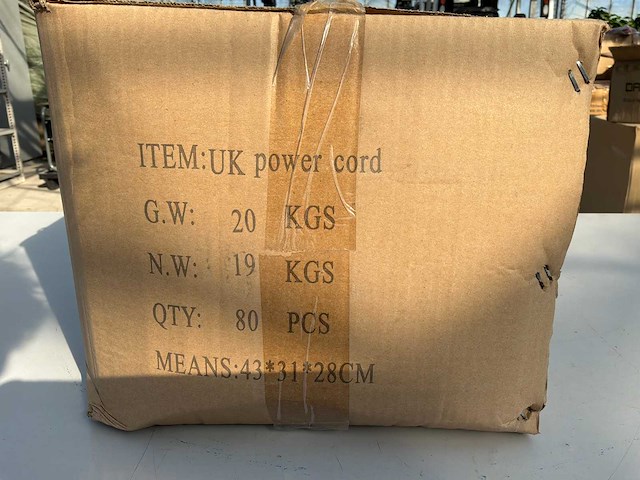 ITEM:UK power cord
G.W: 20 KGS
N.W: 19 KGS
QTY: 80 PCS
MEANS:43*31*28CM